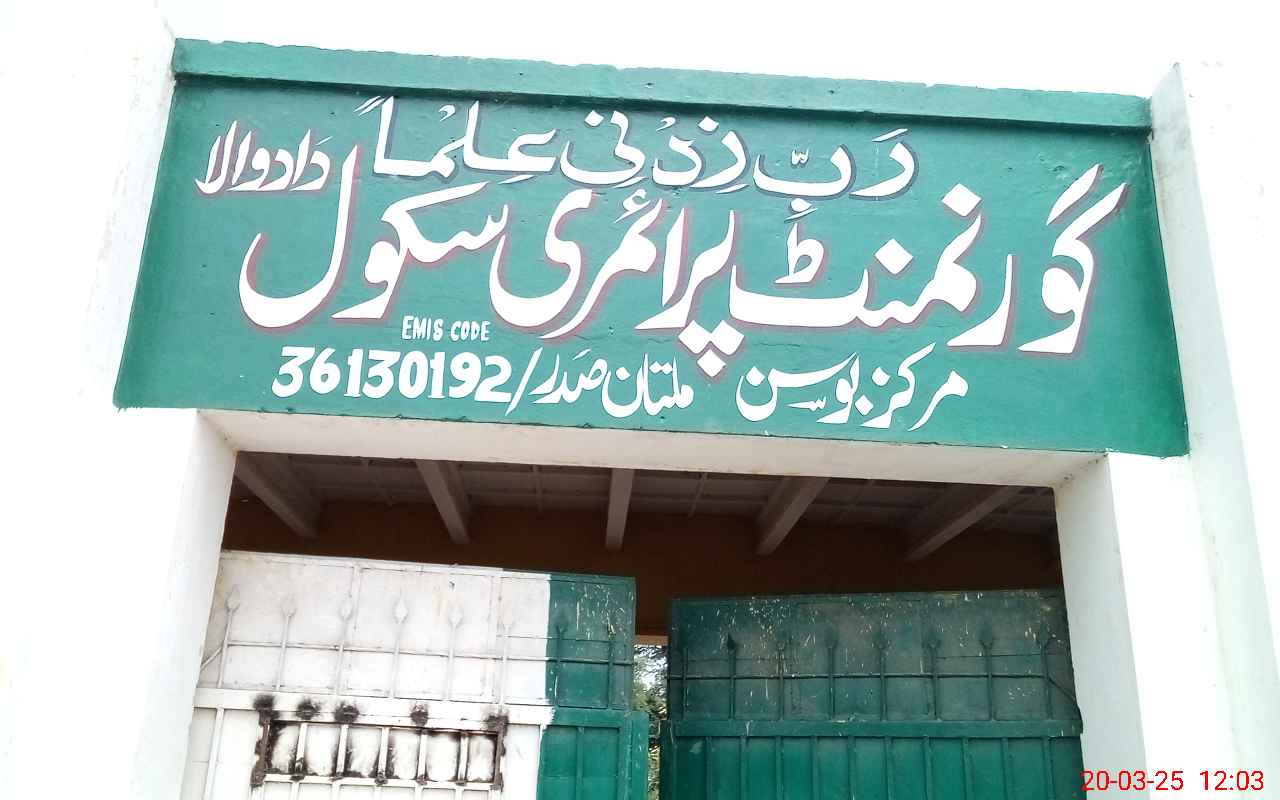 رَبِّ زِدْنِي عِلْمًا
گورنمنٹ پرائمری سکول دادوالا
EMIS CODE
مرکز بوسن ملتان صدر/36130192
20-03-25 12:03